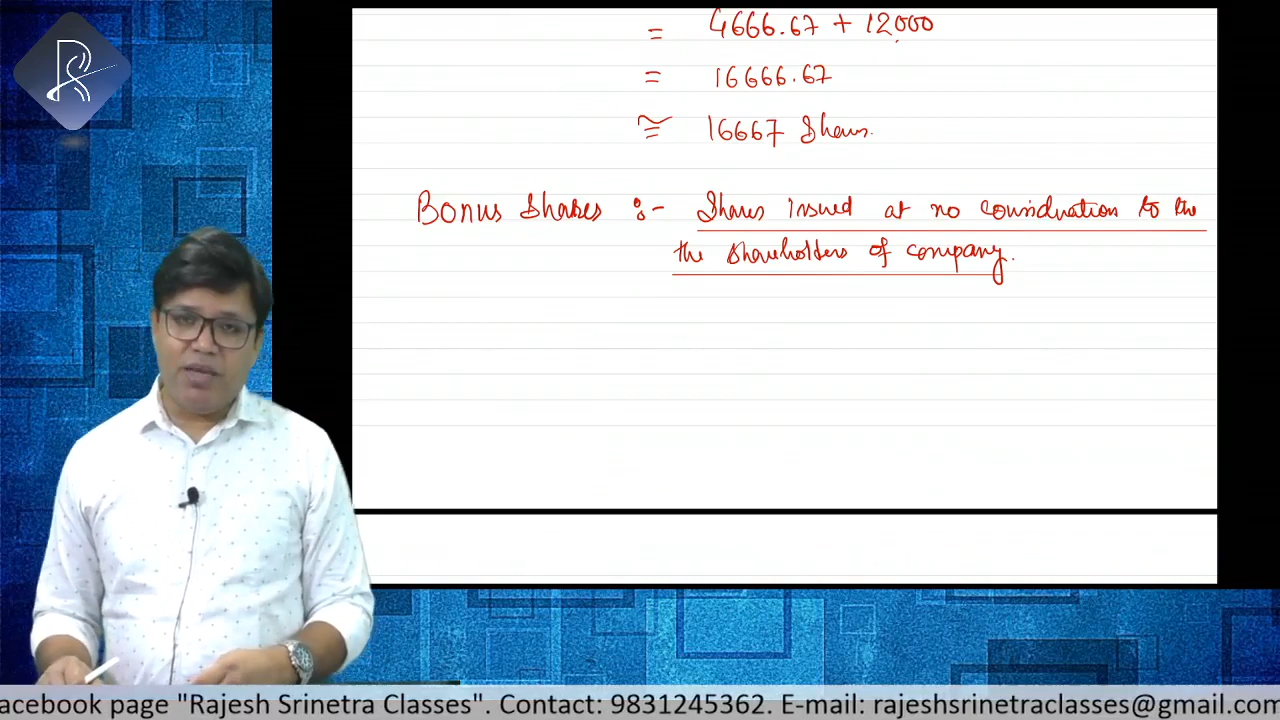 = 4666.67 + 12000
= 16666.67
≅ 16667 Shares.
Bonus Shares :- Shares issued at no consideration to the
the shareholders of company.
acebook page "Rajesh Srinetra Classes". Contact: 9831245362. E-mail: rajeshsrinetraclasses@gmail.com